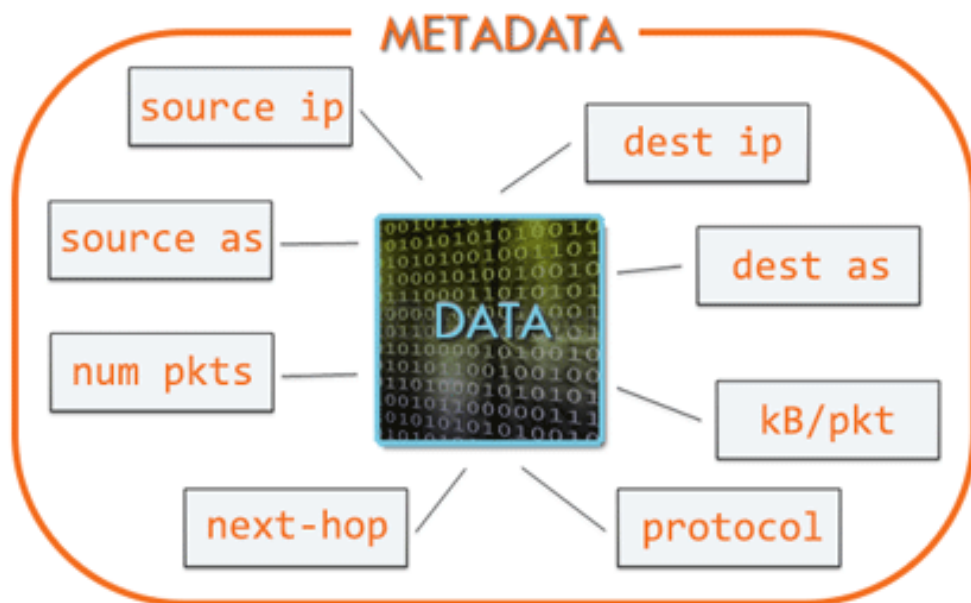 METADATA
source ip
dest ip
source as
dest as
DATA
num pkts
kB/pkt
next-hop
protocol